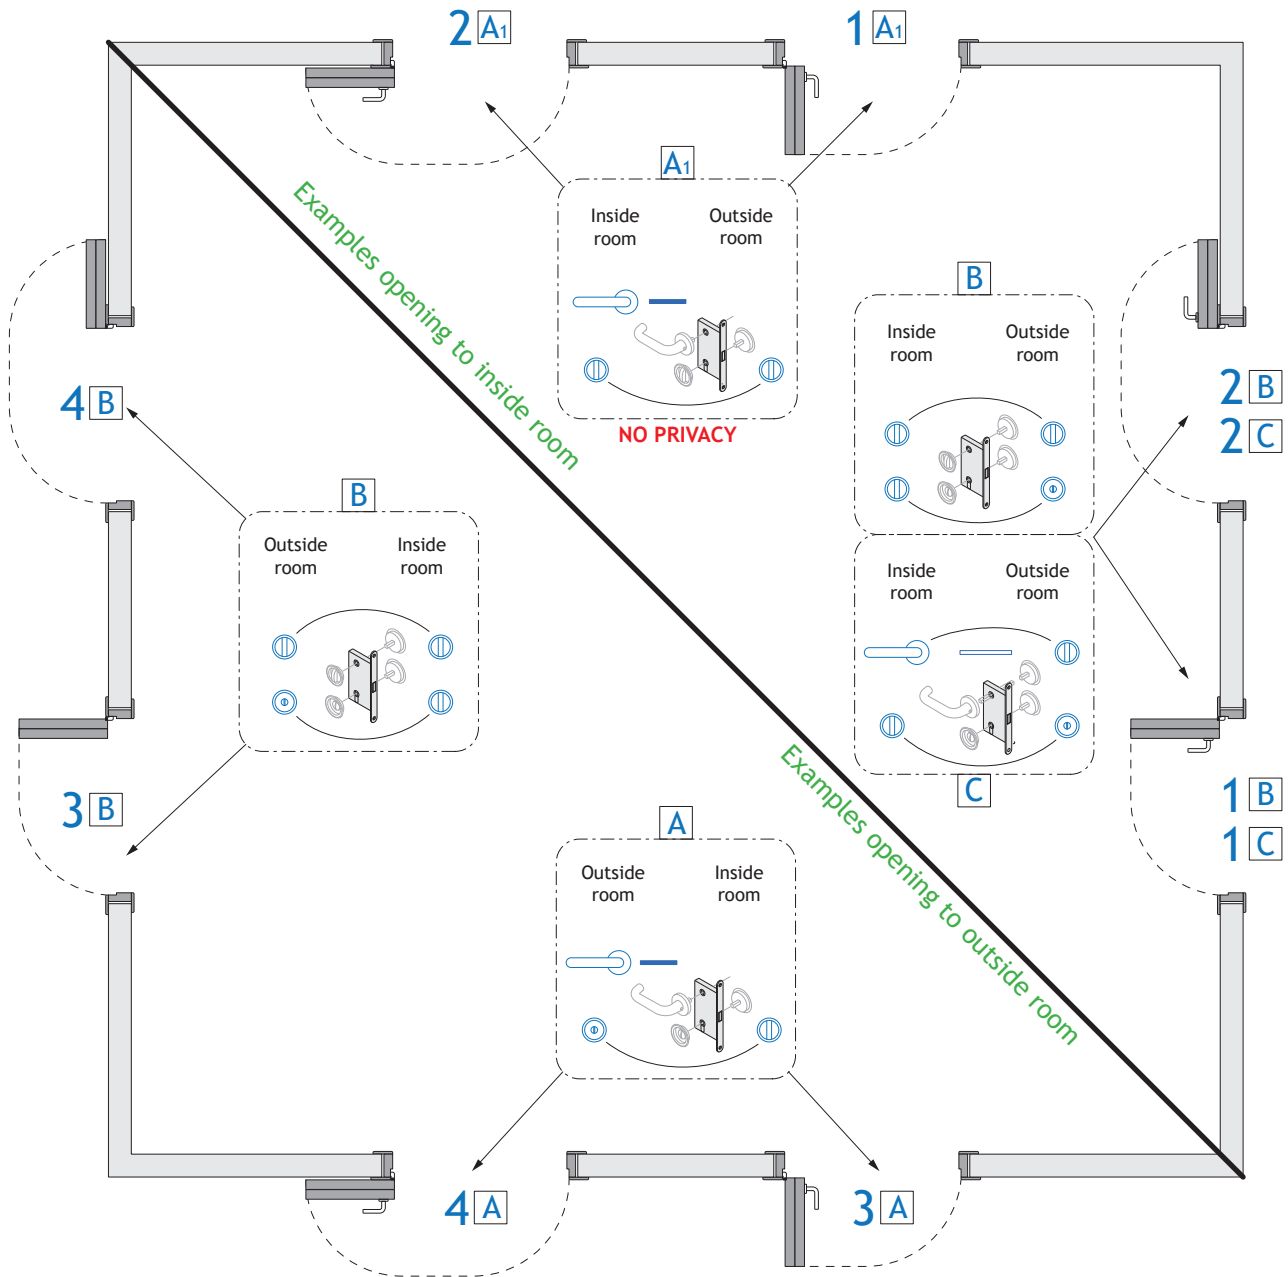 2 A1
1 A1
A1
Inside room
Outside room
NO PRIVACY
Examples opening to inside room
B
Inside room
Outside room
2 B
2 C
4 B
B
Outside room
Inside room
Inside room
Outside room
C
3 B
1 B
1 C
A
Outside room
Inside room
Examples opening to outside room
4 A
3 A